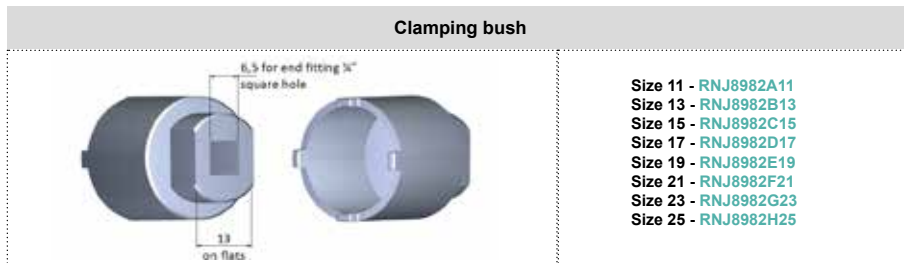 Clamping bush
6,5 for end fitting ¼"
square hole
13
on flats
Size 11 - RNJ8982A11
Size 13 - RNJ8982B13
Size 15 - RNJ8982C15
Size 17 - RNJ8982D17
Size 19 - RNJ8982E19
Size 21 - RNJ8982F21
Size 23 - RNJ8982G23
Size 25 - RNJ8982H25